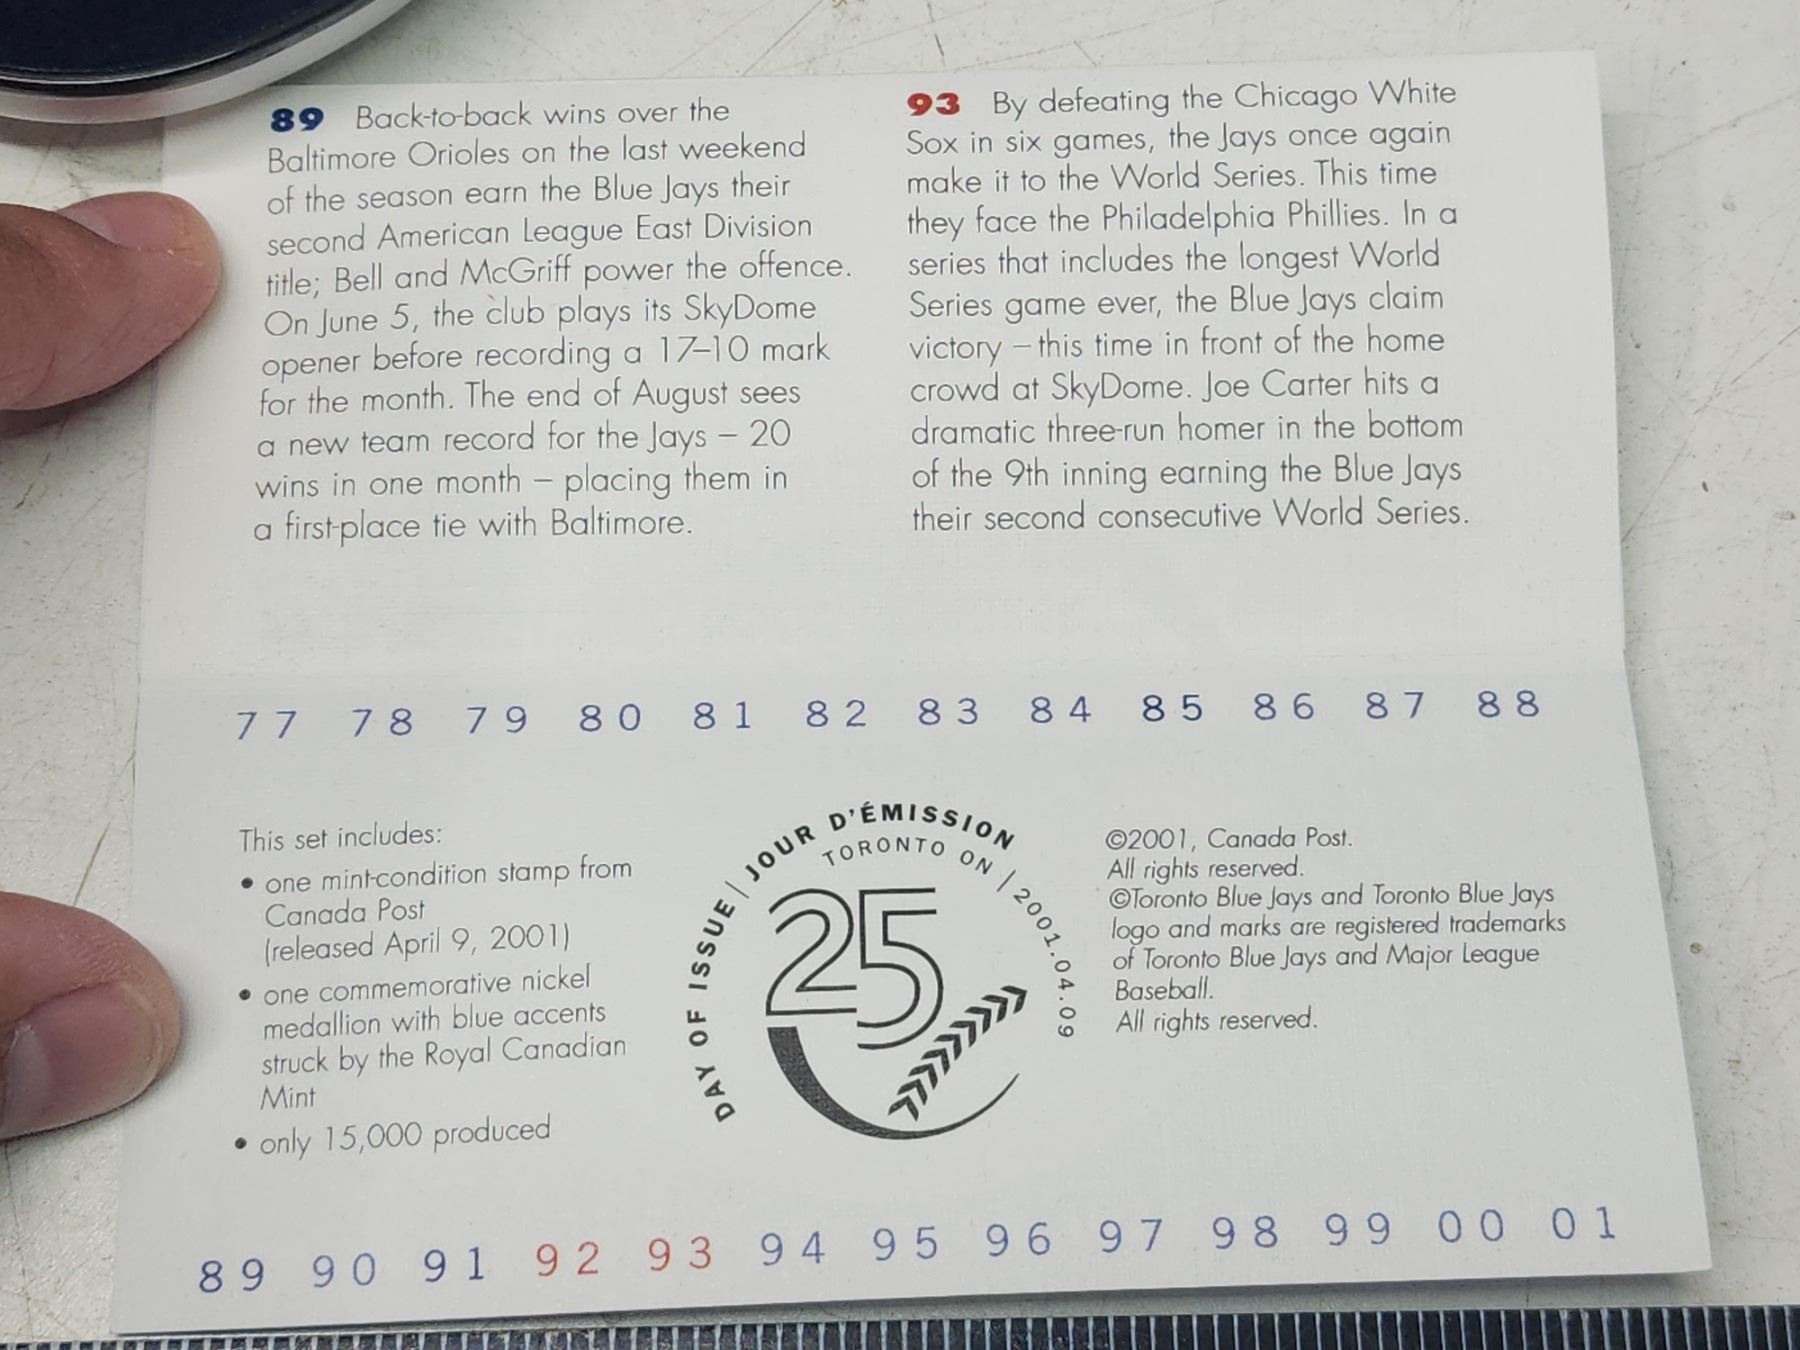 89 Back-to-back wins over the
Baltimore Orioles on the last weekend
of the season earn the Blue Jays their
second American League East Division
title; Bell and McGriff power the offence.
On June 5, the club plays its SkyDome
opener before recording a 17–10 mark
for the month. The end of August sees
a new team record for the Jays – 20
wins in one month – placing them in
a first-place tie with Baltimore.
93 By defeating the Chicago White
Sox in six games, the Jays once again
make it to the World Series. This time
they face the Philadelphia Phillies. In a
series that includes the longest World
Series game ever, the Blue Jays claim
victory – this time in front of the home
crowd at SkyDome. Joe Carter hits a
dramatic three-run homer in the bottom
of the 9th inning earning the Blue Jays
their second consecutive World Series.
77 78 79 80 81 82 83 84 85 86 87 88
This set includes:
• one mint-condition stamp from
Canada Post
(released April 9, 2001)
• one commemorative nickel
medallion with blue accents
struck by the Royal Canadian
Mint
• only 15,000 produced
DAY OF ISSUE | JOUR D'ÉMISSION
TORONTO ON | 2001.04.09
25
©2001, Canada Post.
All rights reserved.
©Toronto Blue Jays and Toronto Blue Jays
logo and marks are registered trademarks
of Toronto Blue Jays and Major League
Baseball.
All rights reserved.
89 90 91 92 93 94 95 96 97 98 99 00 01